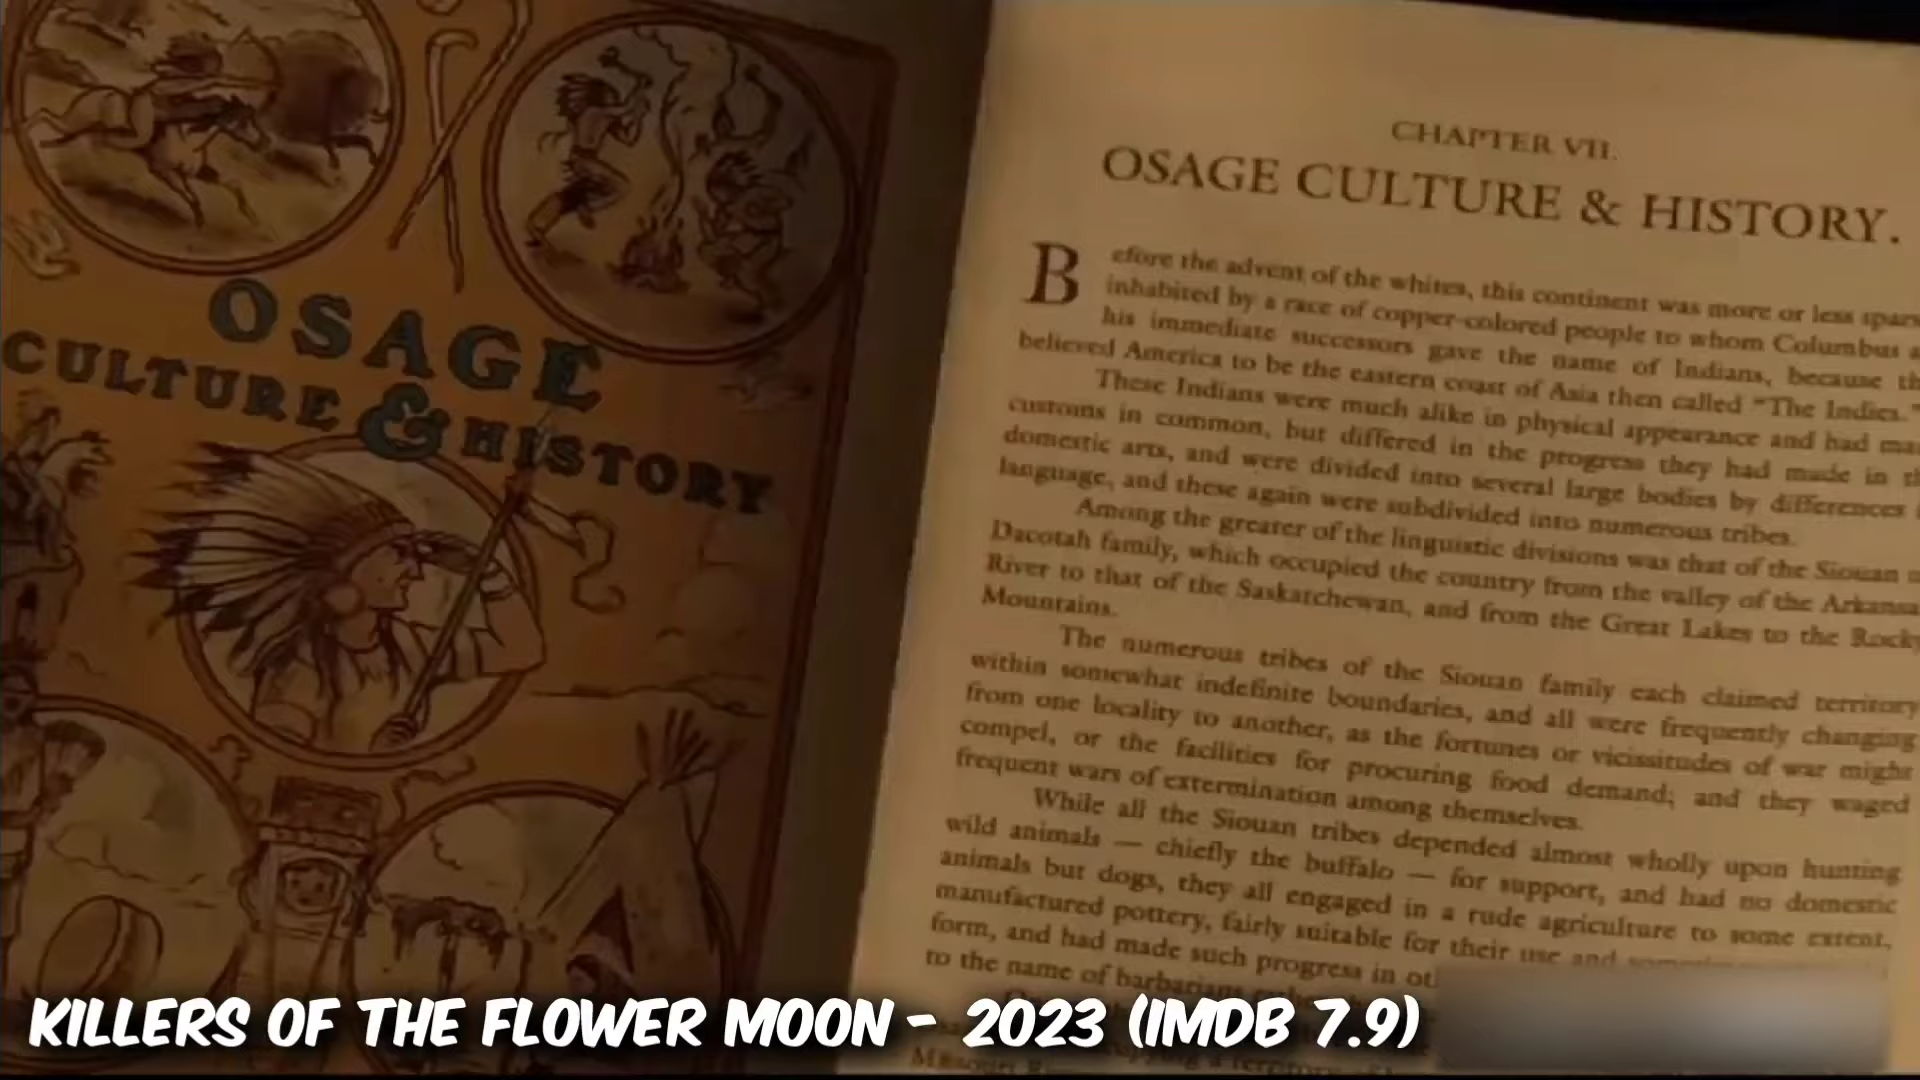 OSAGE
CULTURE & HISTORY
CHAPTER VII.
OSAGE CULTURE & HISTORY.
Before the advent of the whites, this continent was more or less
inhabited by a race of copper-colored people to whom Columbus
his immediate successors gave the name of Indians, because
believed America to be the eastern coast of Asia then called "The Indies."
These Indians were much alike in physical appearance and had
customs in common, but differed in the progress they had made in
domestic arts, and were divided into several large bodies by differences
language, and these again were subdivided into numerous tribes.
Among the greater of the linguistic divisions was that of the Siouan
Dacotah family, which occupied the country from the valley of the
River to that of the Saskatchewan, and from the Great Lakes to the Rocky
Mountains.
The numerous tribes of the Siouan family each claimed territory
within somewhat indefinite boundaries, and all were frequently changing
from one locality to another, as the fortunes or vicissitudes of war might
compel, or the facilities for procuring food demand; and they waged
frequent wars of extermination among themselves.
While all the Siouan tribes depended almost wholly upon hunting
wild animals — chiefly the buffalo — for support, and had no domestic
animals but dogs, they all engaged in a rude agriculture to some extent,
manufactured pottery, fairly suitable for their use and
form, and had made such progress in
to the name of barbarians
KILLERS OF THE FLOWER MOON - 2023 (IMDB 7.9)
Missouri